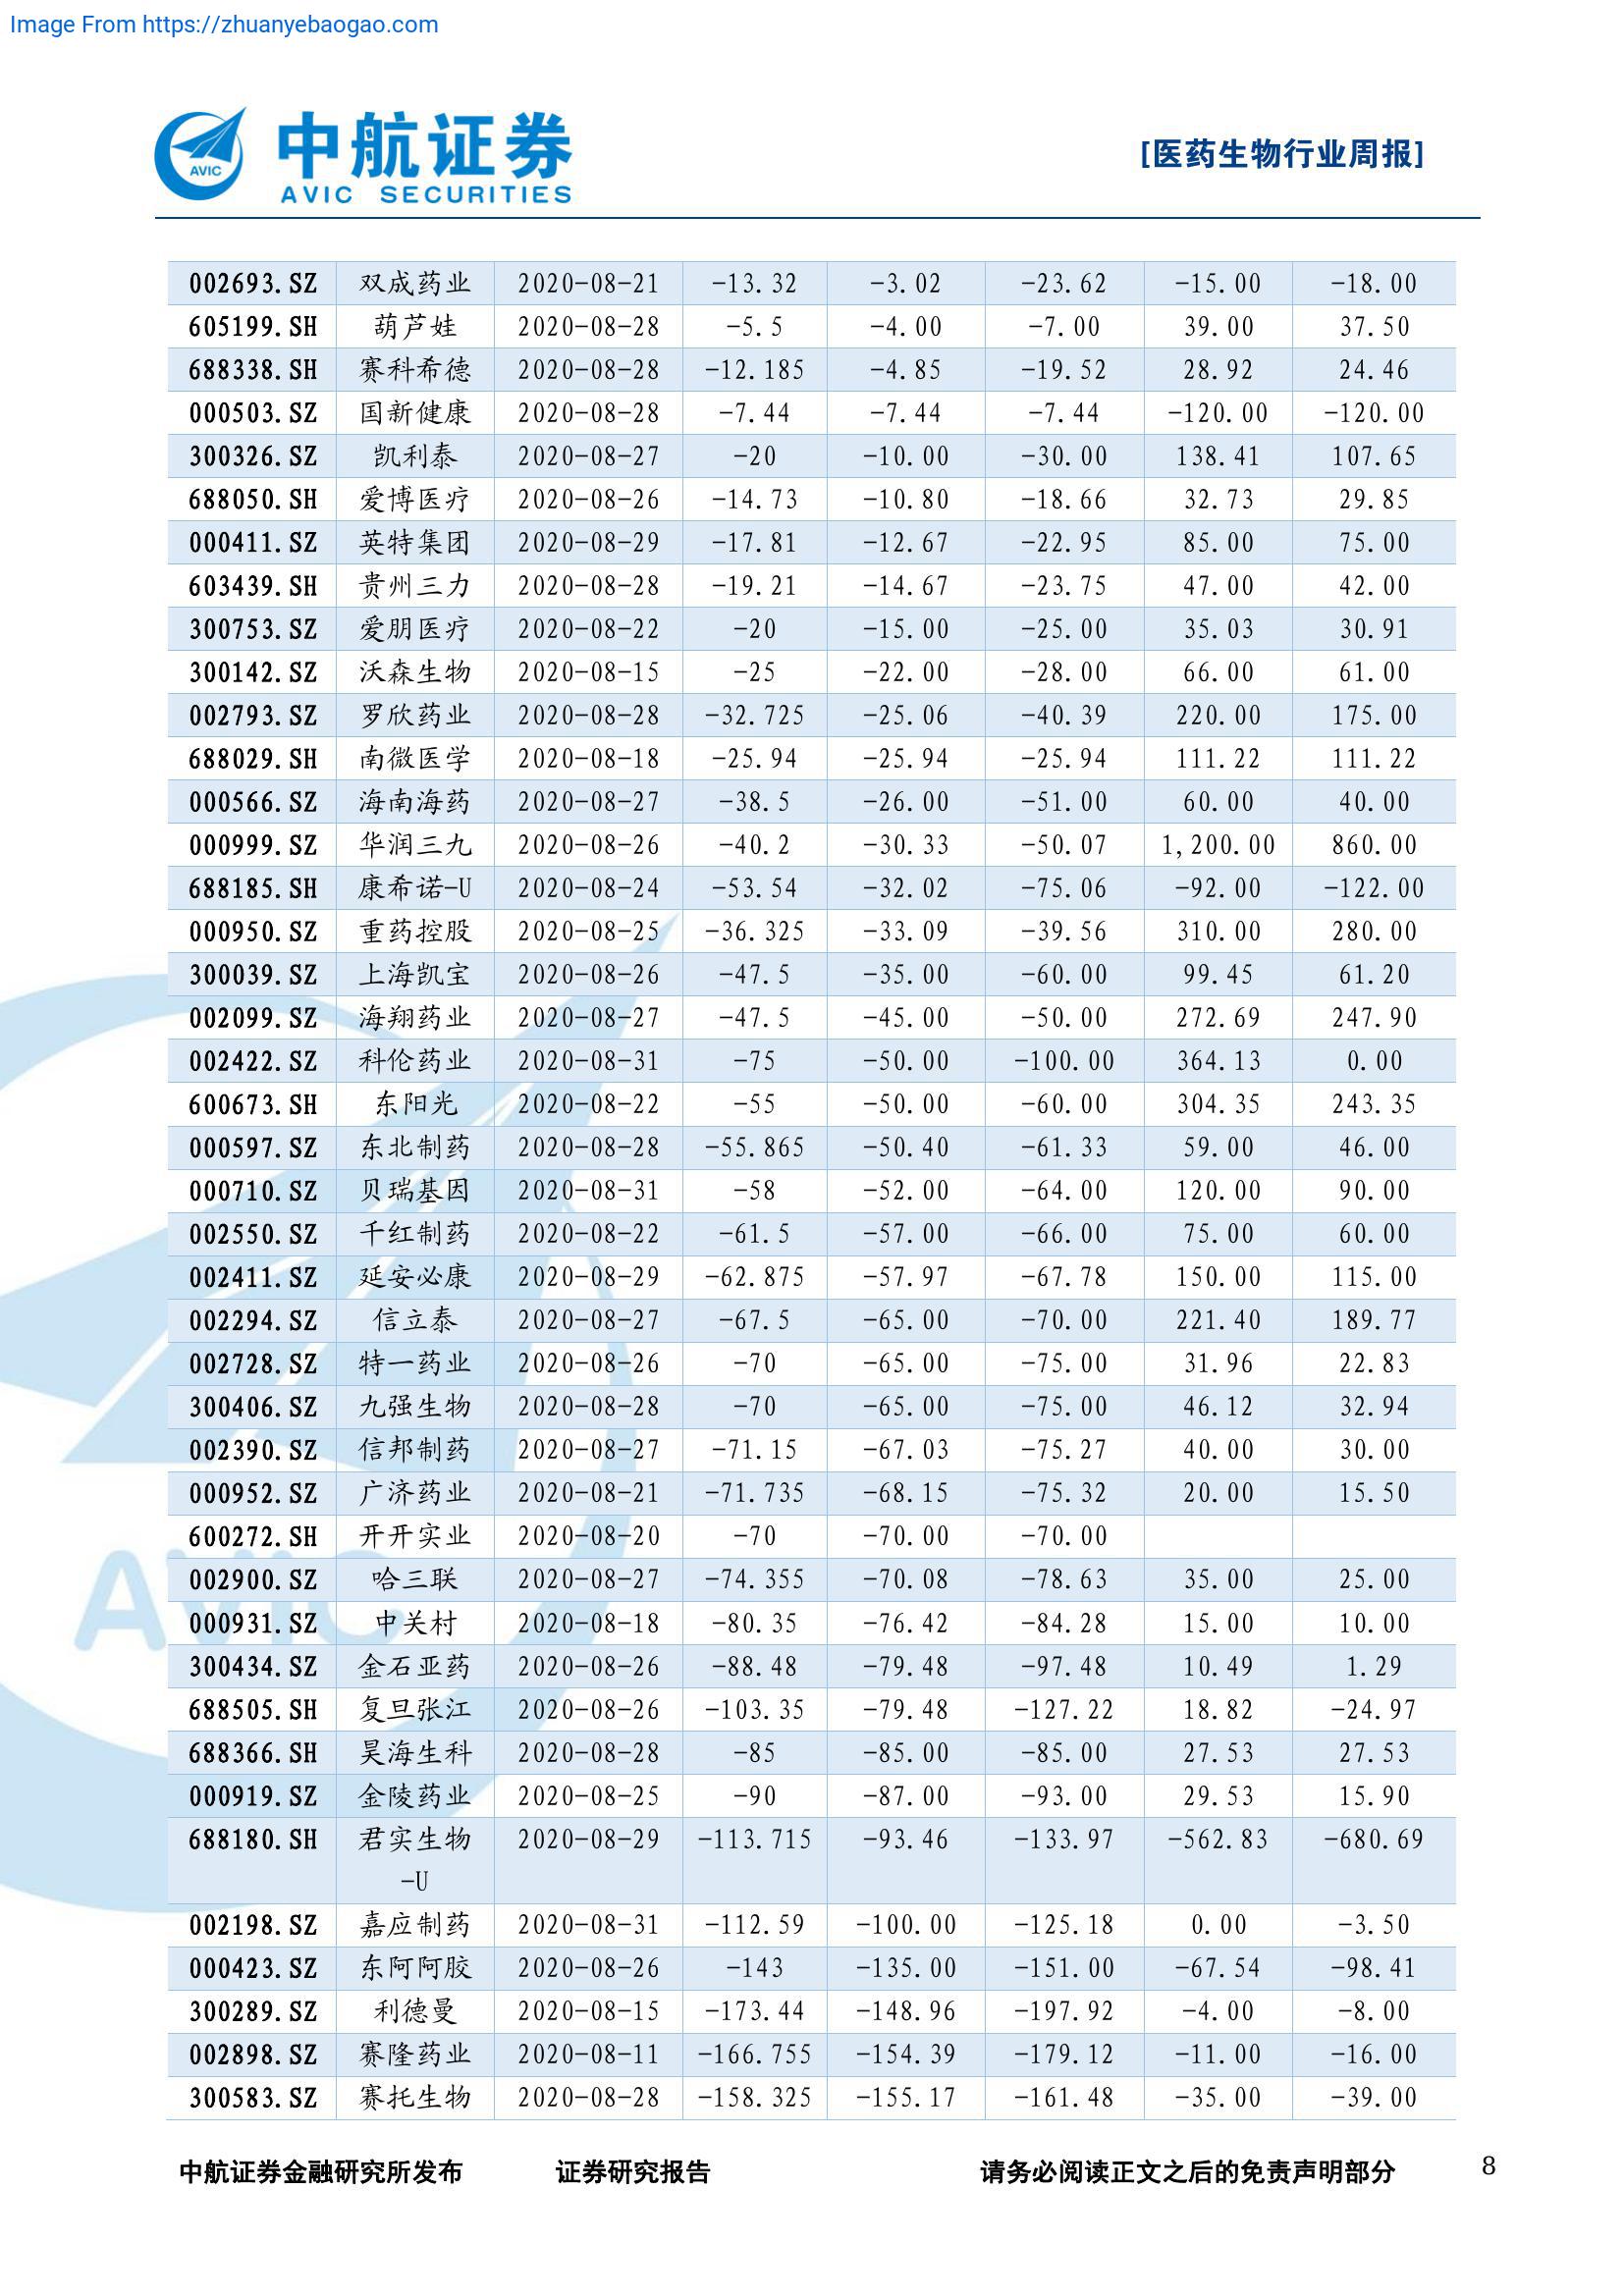 Image From https://zhuanyebaogao.com
AVIC
中航证券
AVIC SECURITIES
[医药生物行业周报]
002693.SZ 双成药业 2020-08-21 -13.32 -3.02 -23.62 -15.00 -18.00
605199.SH 葫芦娃 2020-08-28 -5.5 -4.00 -7.00 39.00 37.50
688338.SH 赛科希德 2020-08-28 -12.185 -4.85 -19.52 28.92 24.46
000503.SZ 国新健康 2020-08-28 -7.44 -7.44 -7.44 -120.00 -120.00
300326.SZ 凯利泰 2020-08-27 -20 -10.00 -30.00 138.41 107.65
688050.SH 爱博医疗 2020-08-26 -14.73 -10.80 -18.66 32.73 29.85
000411.SZ 英特集团 2020-08-29 -17.81 -12.67 -22.95 85.00 75.00
603439.SH 贵州三力 2020-08-28 -19.21 -14.67 -23.75 47.00 42.00
300753.SZ 爱朋医疗 2020-08-22 -20 -15.00 -25.00 35.03 30.91
300142.SZ 沃森生物 2020-08-15 -25 -22.00 -28.00 66.00 61.00
002793.SZ 罗欣药业 2020-08-28 -32.725 -25.06 -40.39 220.00 175.00
688029.SH 南微医学 2020-08-18 -25.94 -25.94 -25.94 111.22 111.22
000566.SZ 海南海药 2020-08-27 -38.5 -26.00 -51.00 60.00 40.00
000999.SZ 华润三九 2020-08-26 -40.2 -30.33 -50.07 1,200.00 860.00
688185.SH 康希诺-U 2020-08-24 -53.54 -32.02 -75.06 -92.00 -122.00
000950.SZ 重药控股 2020-08-25 -36.325 -33.09 -39.56 310.00 280.00
300039.SZ 上海凯宝 2020-08-26 -47.5 -35.00 -60.00 99.45 61.20
002099.SZ 海翔药业 2020-08-27 -47.5 -45.00 -50.00 272.69 247.90
002422.SZ 科伦药业 2020-08-31 -75 -50.00 -100.00 364.13 0.00
600673.SH 东阳光 2020-08-22 -55 -50.00 -60.00 304.35 243.35
000597.SZ 东北制药 2020-08-28 -55.865 -50.40 -61.33 59.00 46.00
000710.SZ 贝瑞基因 2020-08-31 -58 -52.00 -64.00 120.00 90.00
002550.SZ 千红制药 2020-08-22 -61.5 -57.00 -66.00 75.00 60.00
002411.SZ 延安必康 2020-08-29 -62.875 -57.97 -67.78 150.00 115.00
002294.SZ 信立泰 2020-08-27 -67.5 -65.00 -70.00 221.40 189.77
002728.SZ 特一药业 2020-08-26 -70 -65.00 -75.00 31.96 22.83
300406.SZ 九强生物 2020-08-28 -70 -65.00 -75.00 46.12 32.94
002390.SZ 信邦制药 2020-08-27 -71.15 -67.03 -75.27 40.00 30.00
000952.SZ 广济药业 2020-08-21 -71.735 -68.15 -75.32 20.00 15.50
600272.SH 开开实业 2020-08-20 -70 -70.00 -70.00
002900.SZ 哈三联 2020-08-27 -74.355 -70.08 -78.63 35.00 25.00
000931.SZ 中关村 2020-08-18 -80.35 -76.42 -84.28 15.00 10.00
300434.SZ 金石亚药 2020-08-26 -88.48 -79.48 -97.48 10.49 1.29
688505.SH 复旦张江 2020-08-26 -103.35 -79.48 -127.22 18.82 -24.97
688366.SH 昊海生科 2020-08-28 -85 -85.00 -85.00 27.53 27.53
000919.SZ 金陵药业 2020-08-25 -90 -87.00 -93.00 29.53 15.90
688180.SH 君实生物 2020-08-29 -113.715 -93.46 -133.97 -562.83 -680.69
-U
002198.SZ 嘉应制药 2020-08-31 -112.59 -100.00 -125.18 0.00 -3.50
000423.SZ 东阿阿胶 2020-08-26 -143 -135.00 -151.00 -67.54 -98.41
300289.SZ 利德曼 2020-08-15 -173.44 -148.96 -197.92 -4.00 -8.00
002898.SZ 赛隆药业 2020-08-11 -166.755 -154.39 -179.12 -11.00 -16.00
300583.SZ 赛托生物 2020-08-28 -158.325 -155.17 -161.48 -35.00 -39.00
AVIC
中航证券金融研究所发布 证券研究报告 请务必阅读正文之后的免责声明部分 8